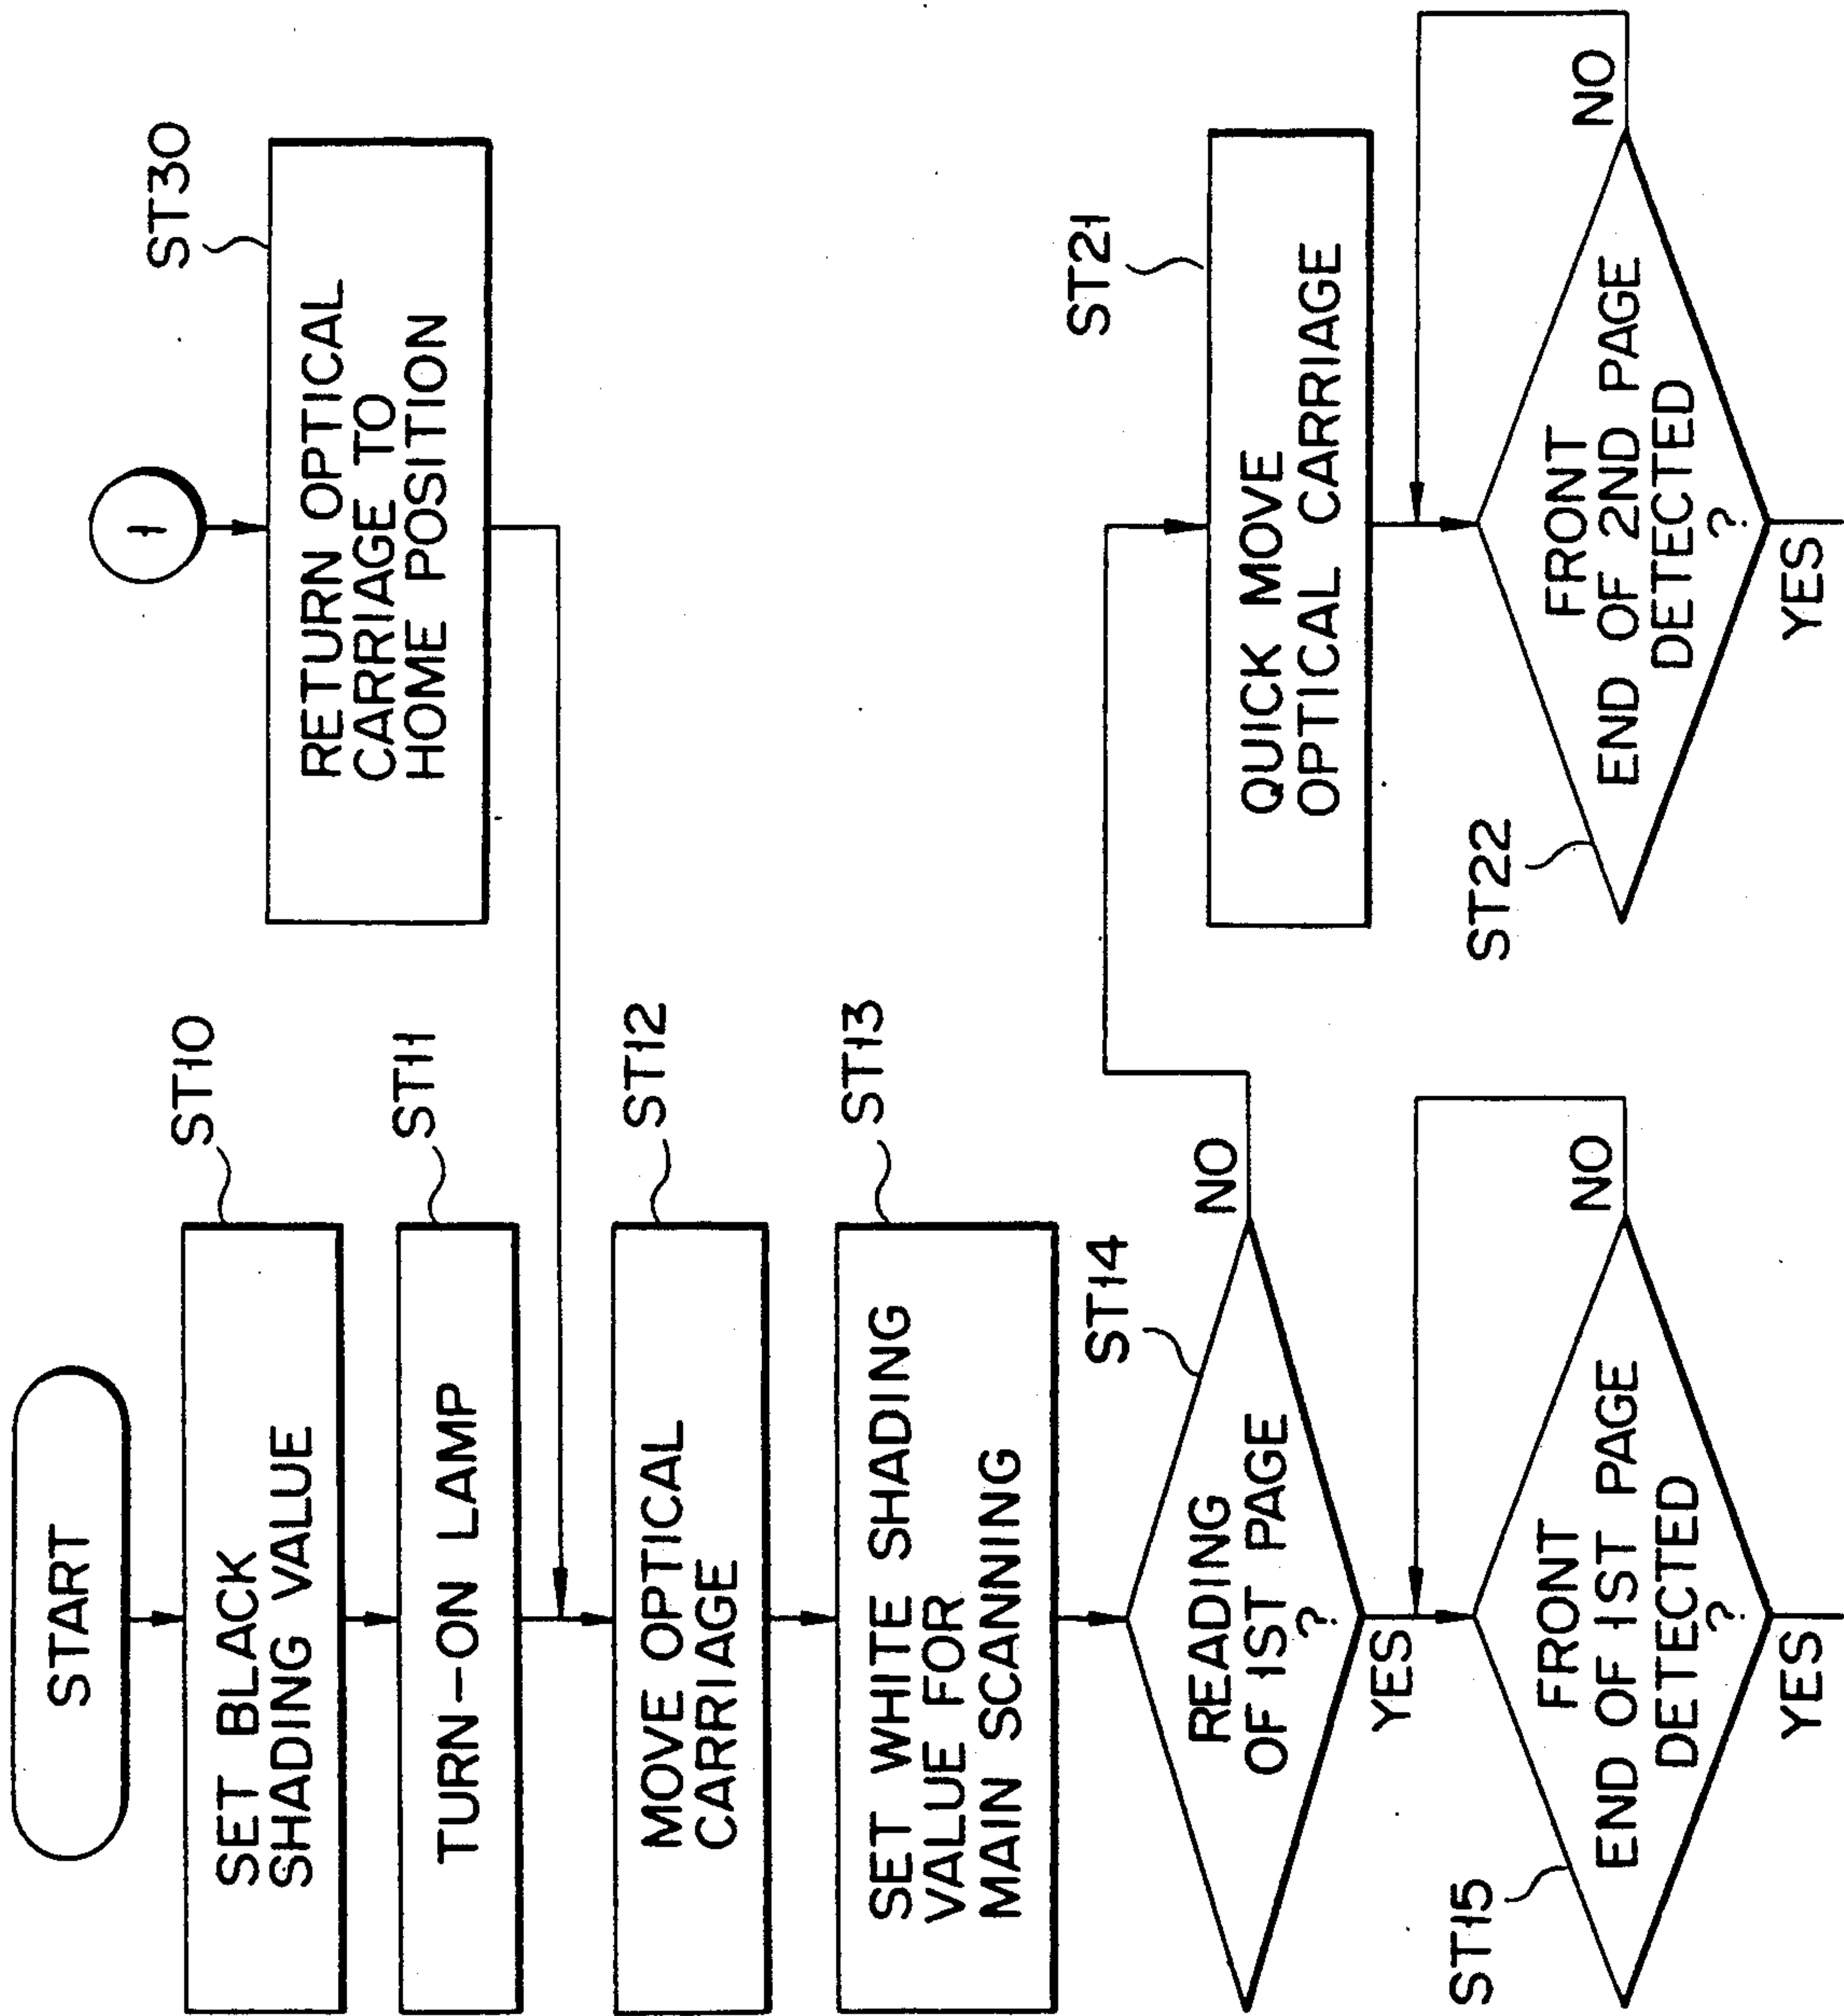 START
SET BLACK
SHADING VALUE
ST10
TURN-ON LAMP
ST11
MOVE OPTICAL
CARRIAGE
ST12
SET WHITE SHADING
VALUE FOR
MAIN SCANNING
ST13
READING
OF 1ST PAGE
?
ST14
NO
YES
FRONT
END OF 1ST PAGE
DETECTED
?
ST15
NO
YES
1
RETURN OPTICAL
CARRIAGE TO
HOME POSITION
ST30
QUICK MOVE
OPTICAL CARRIAGE
ST21
FRONT
END OF 2ND PAGE
DETECTED
?
ST22
NO
YES